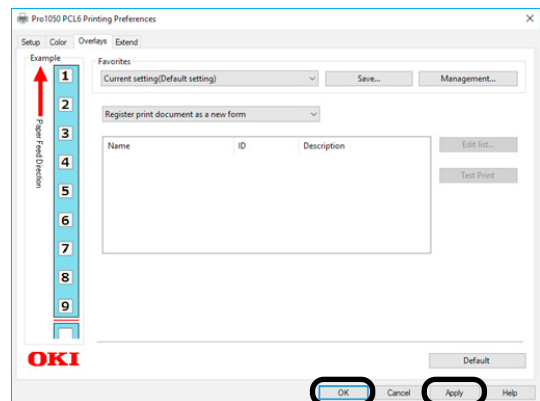 Pro1050 PCL6 Printing Preferences
Setup Color Overlays Extend
Example
Favorites
Current setting(Default setting)
Save...
Management...
Register print document as a new form
Name ID Description
Edit list...
Test Print
Paper Feed Direction
1
2
3
4
5
6
7
8
9
OKI
Default
OK Cancel Apply Help